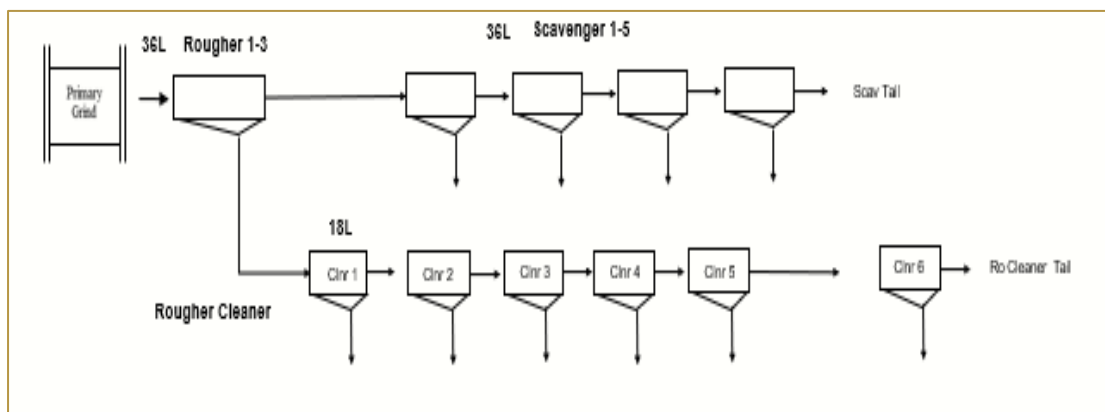 36L Rougher 1-3
36L Scavenger 1-5
Primary
Grind
Scav Tail
18L
Clnr 1
Clnr 2
Clnr 3
Clnr 4
Clnr 5
Clnr 6
Ro Cleaner Tail
Rougher Cleaner